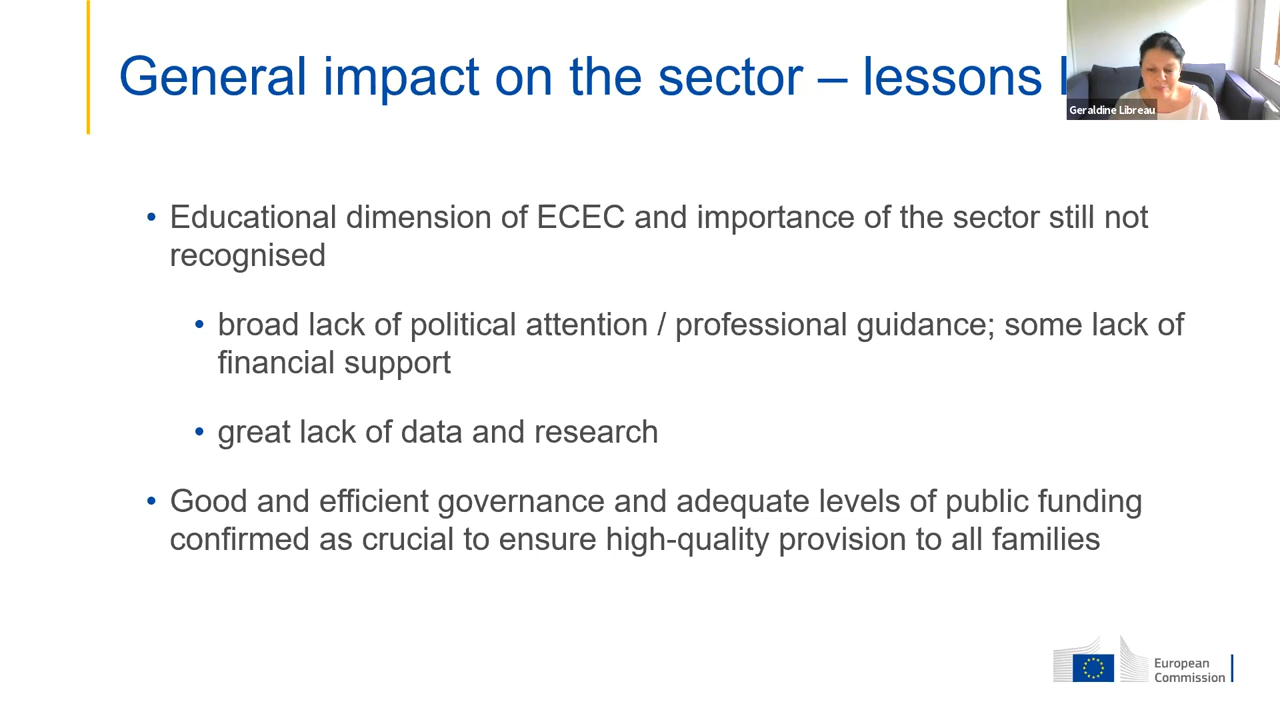 General impact on the sector – lessons
Geraldine Libreau
• Educational dimension of ECEC and importance of the sector still not
recognised
• broad lack of political attention / professional guidance; some lack of
financial support
• great lack of data and research
• Good and efficient governance and adequate levels of public funding
confirmed as crucial to ensure high-quality provision to all families
European
Commission